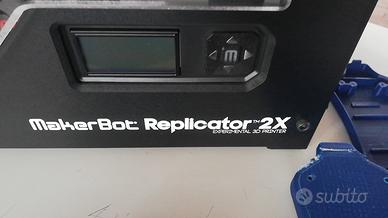 m
MakerBot Replicator™ 2X
EXPERIMENTAL 3D PRINTER
subito